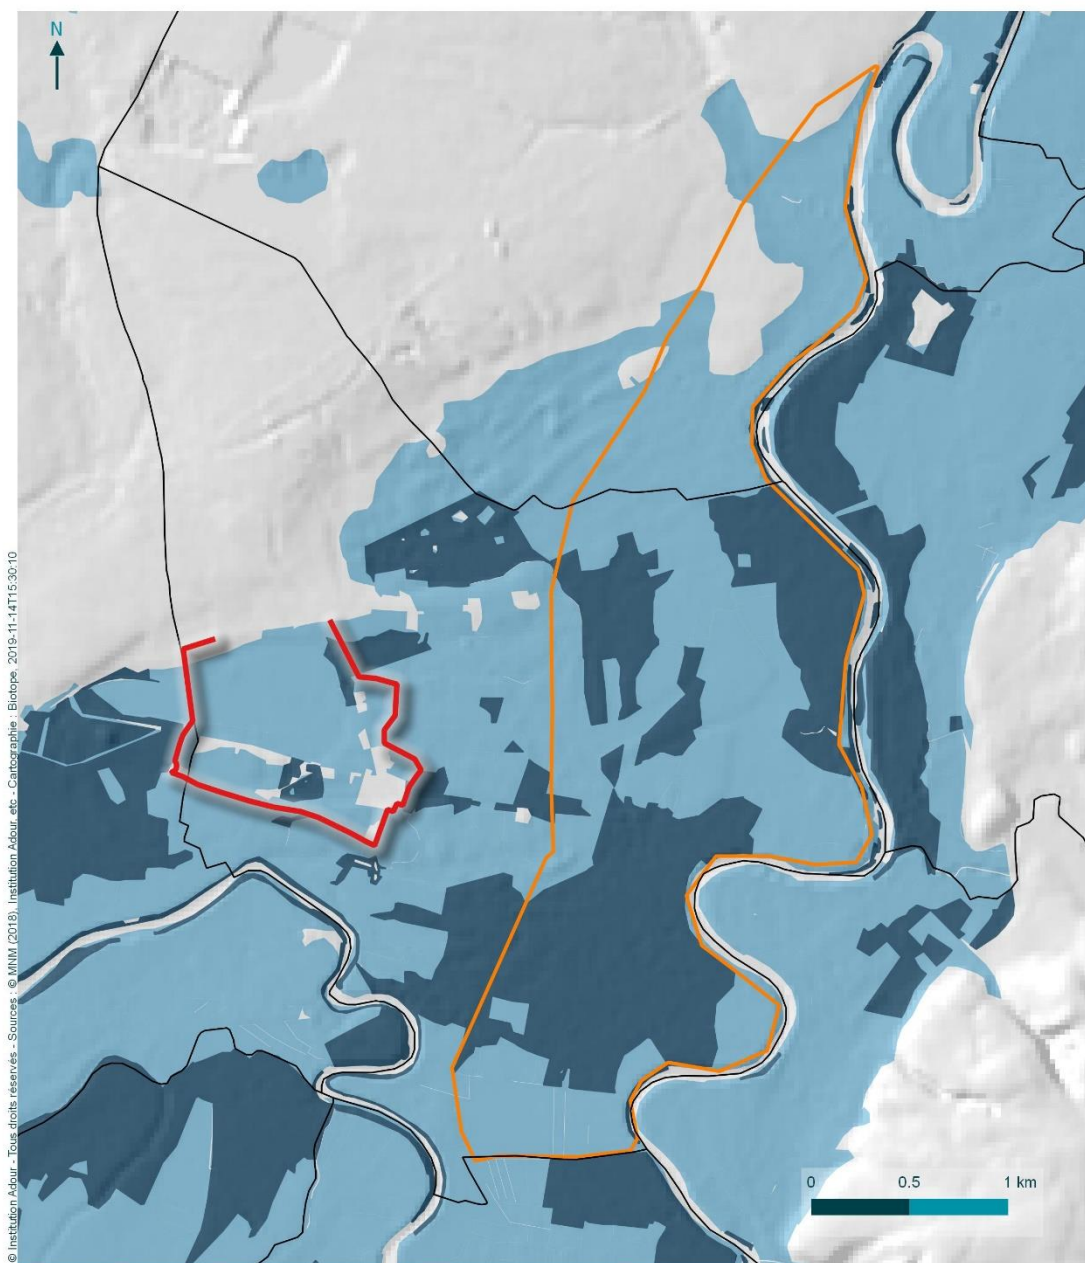 N
© Institution Adour - Tous droits réservés - Sources : © MNM (2018), Institution Adour, etc - Cartographie : Biotope, 2019-11-14T15:30:10
0 0.5 1 km